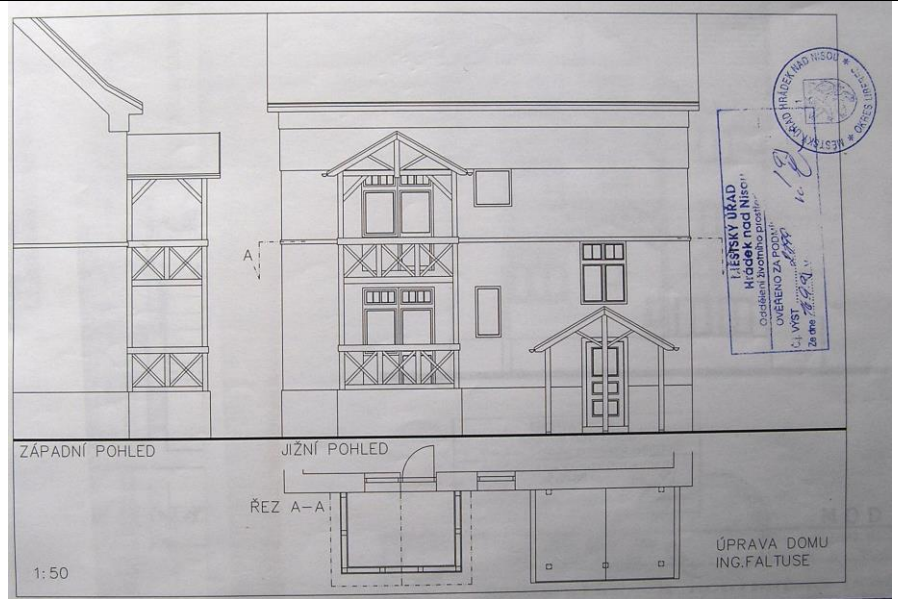 MĚSTSKÝ ÚŘAD HRÁDEK NAD NISOU * OKRES LIBEREC *
MĚSTSKÝ ÚŘAD
Hrádek nad Nisou
Oddělení životního prostředí
OVĚŘENO ZA PODM.
Čj. VÝST
Ze dne
A
ZÁPADNÍ POHLED
JIŽNÍ POHLED
ŘEZ A-A
1:50
ÚPRAVA DOMU
ING.FALTUSE